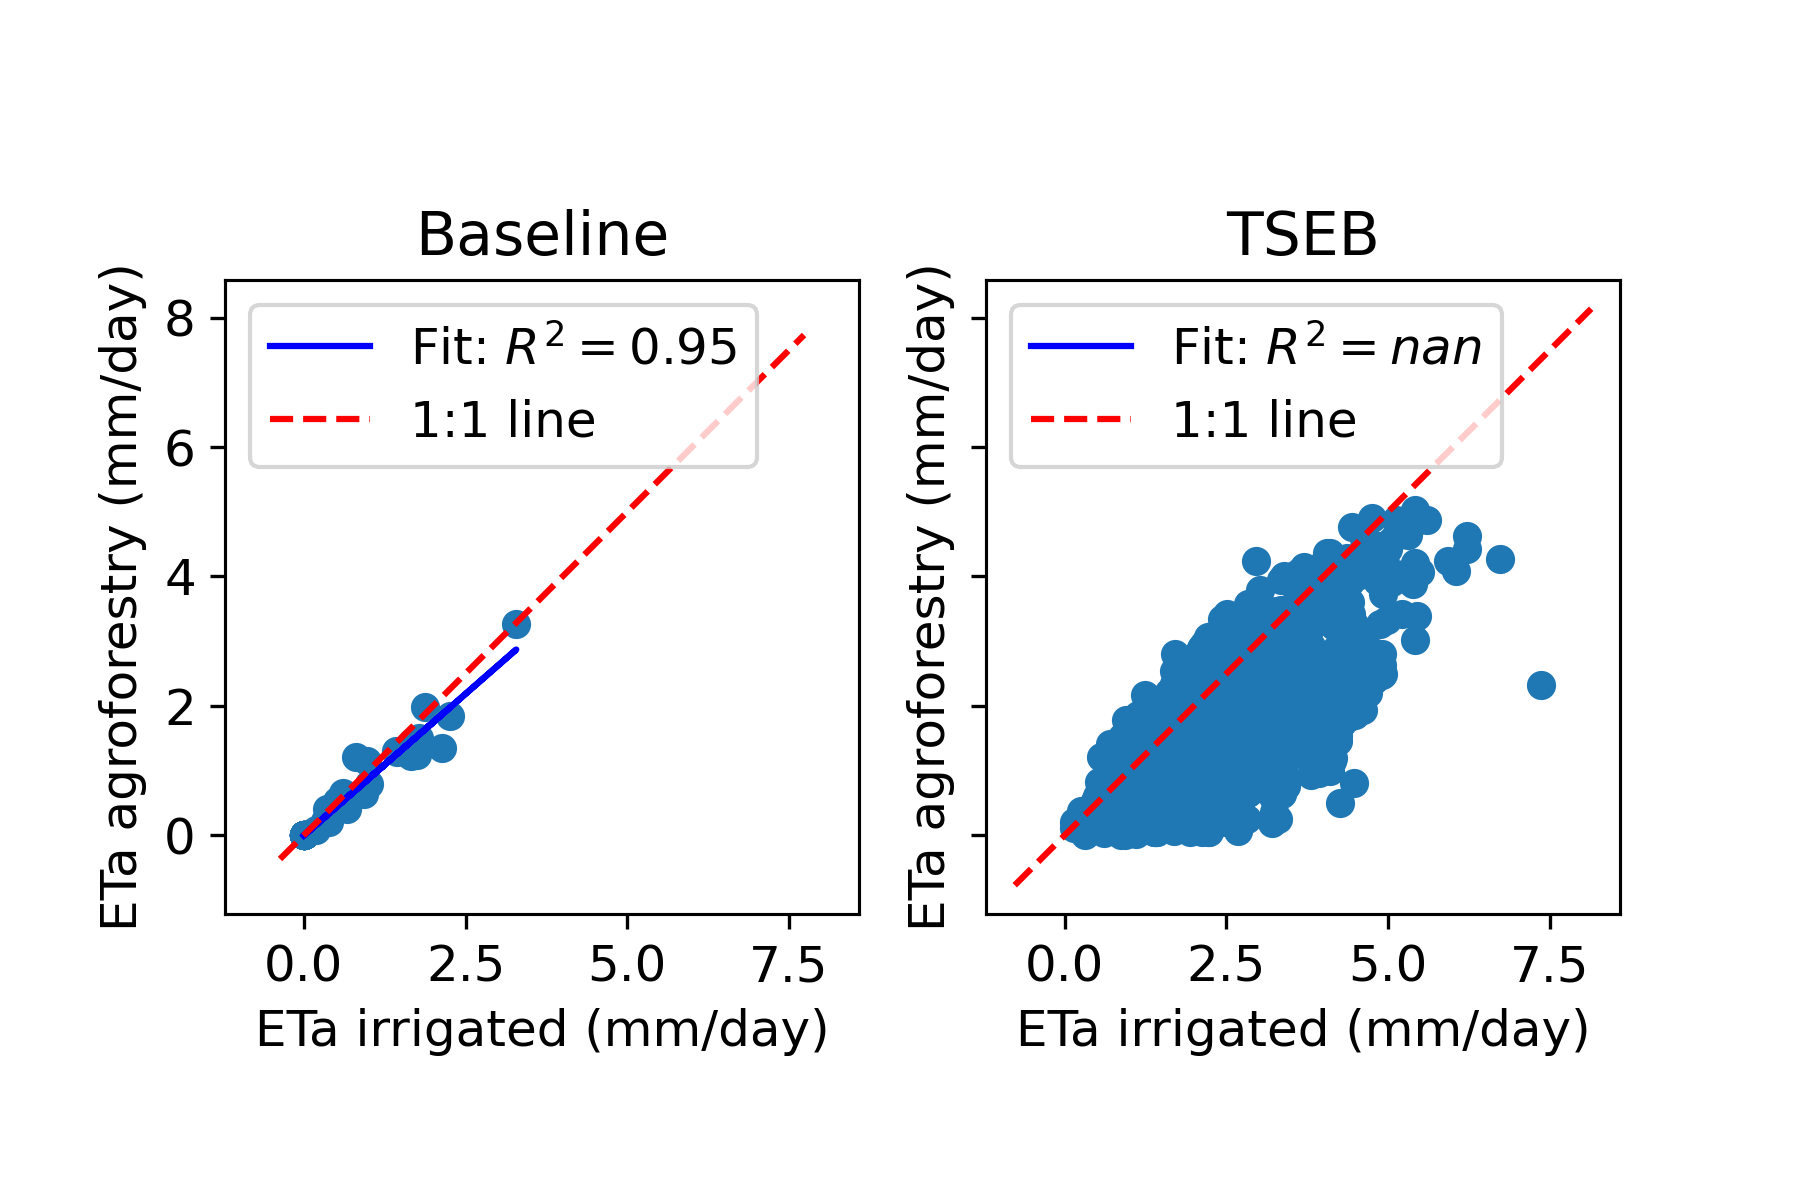 Baseline
ETa agroforestry (mm/day)
8
6
4
2
0
Fit: R² = 0.95
1:1 line
0.0 2.5 5.0 7.5
ETa irrigated (mm/day)
TSEB
ETa agroforestry (mm/day)
Fit: R² = nan
1:1 line
0.0 2.5 5.0 7.5
ETa irrigated (mm/day)